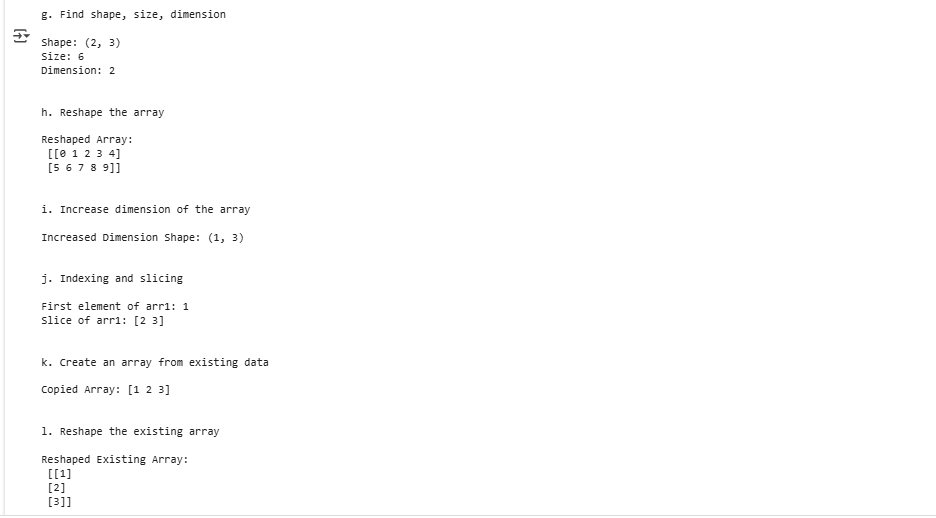 g. Find shape, size, dimension
Shape: (2, 3)
Size: 6
Dimension: 2
h. Reshape the array
Reshaped Array:
[[0 1 2 3 4]
[5 6 7 8 9]]
i. Increase dimension of the array
Increased Dimension Shape: (1, 3)
j. Indexing and slicing
First element of arr1: 1
Slice of arr1: [2 3]
k. Create an array from existing data
Copied Array: [1 2 3]
l. Reshape the existing array
Reshaped Existing Array:
[[1]
[2]
[3]]